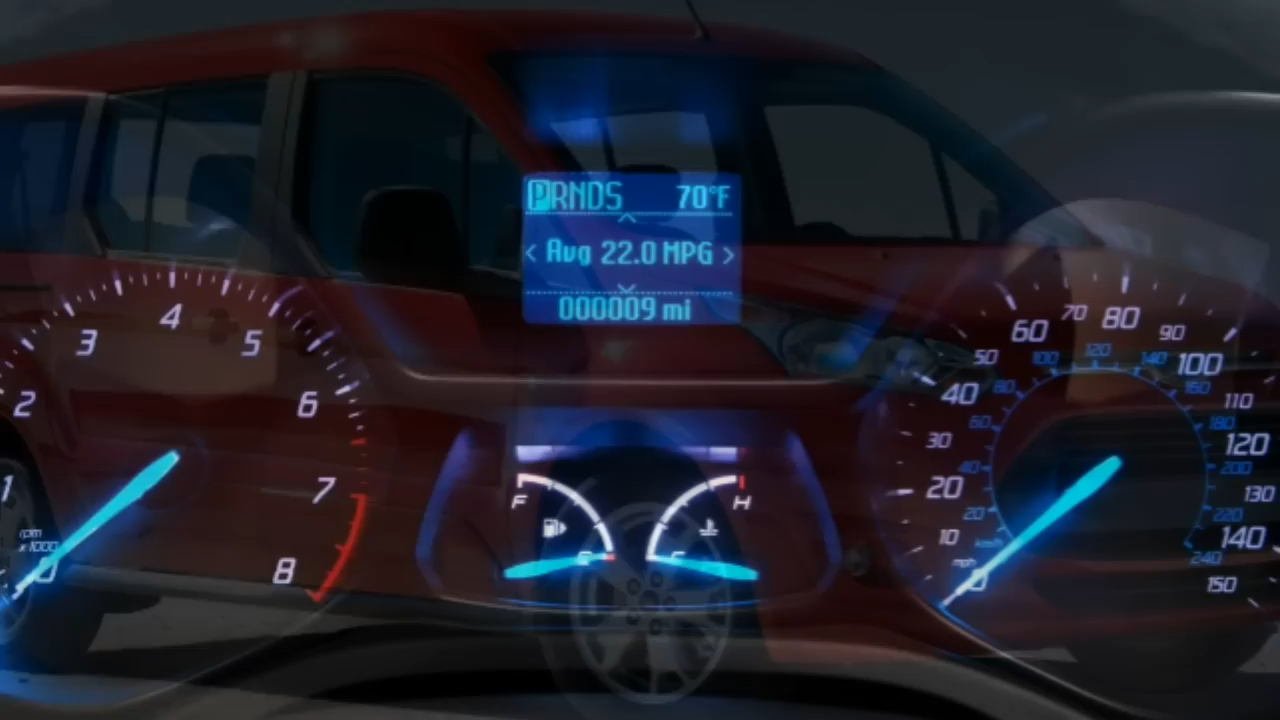 PRNDS 70°F
< Avg 22.0 MPG >
000009 mi
1 2 3 4 5 6 7 8
rpm
x1000
0
F
E
H
C
0 10 20 30 40 50 60 70 80 90 100 110 120 130 140 150
mph
km/h
20 40 60 80 100 120 140 160 180 200 220 240